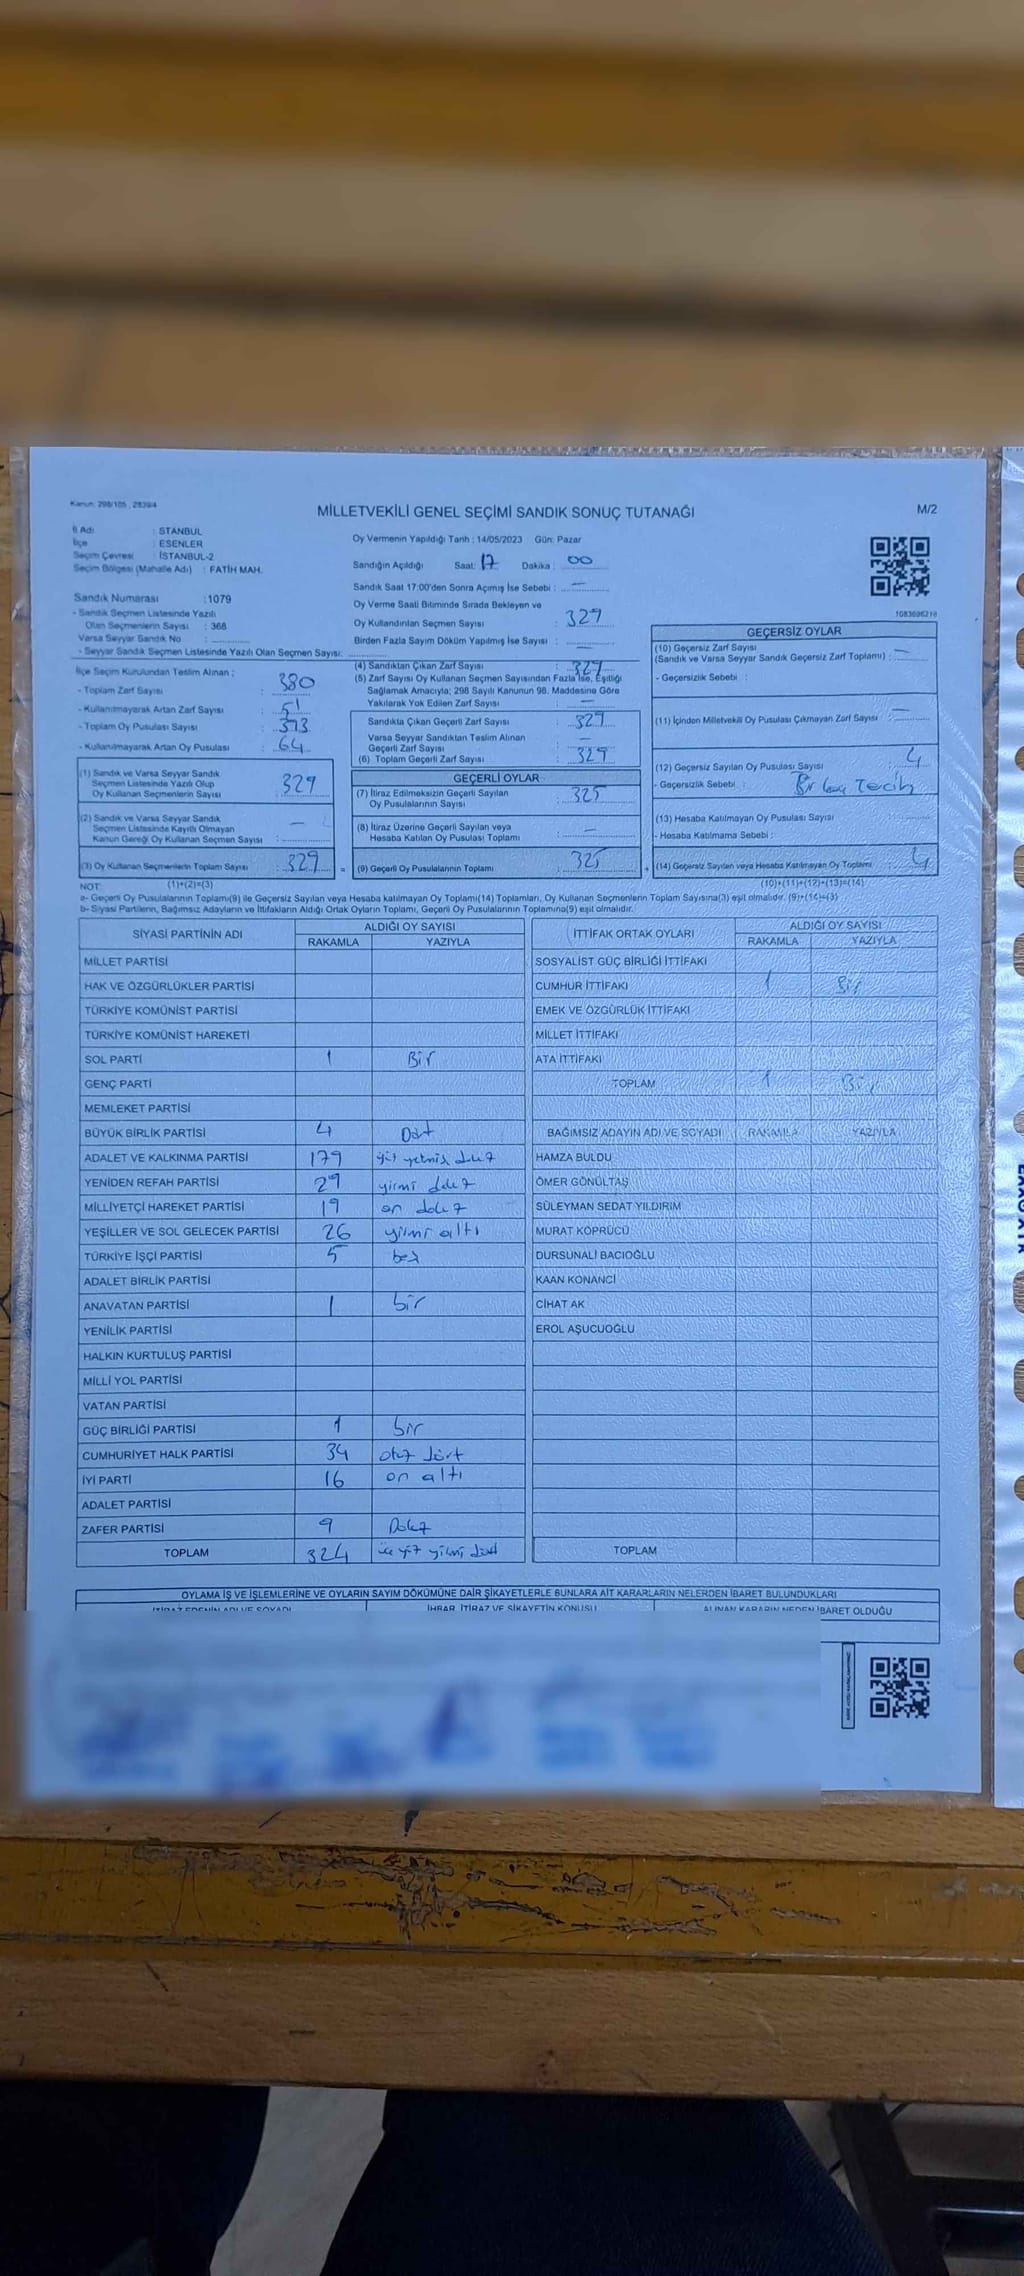 Kanun: 298/105 , 2839/4
MİLLETVEKİLİ GENEL SEÇİMİ SANDIK SONUÇ TUTANAĞI
M/2
İl Adı : STANBUL
İlçe : ESENLER
Seçim Çevresi : İSTANBUL-2
Seçim Bölgesi (Mahalle Adı) : FATİH MAH.
Sandık Numarası : 1079
- Sandık Seçmen Listesinde Yazılı
Olan Seçmenlerin Sayısı : 368
Varsa Seyyar Sandık No :
- Seyyar Sandık Seçmen Listesinde Yazılı Olan Seçmen Sayısı:
Oy Vermenin Yapıldığı Tarih : 14/05/2023 Gün: Pazar
Sandığın Açıldığı Saat: 17 Dakika : 00
Sandık Saat 17:00'den Sonra Açımış İse Sebebi : —
Oy Verme Saati Bitiminde Sırada Bekleyen ve
Oy Kullandırılan Seçmen Sayısı : 329
Birden Fazla Sayım Döküm Yapılmış İse Sayısı : —
1083696218
İlçe Seçim Kurulundan Teslim Alınan ;
- Toplam Zarf Sayısı : 380
- Kullanılmayarak Artan Zarf Sayısı : 51
- Toplam Oy Pusulası Sayısı : 393
- Kullanılmayarak Artan Oy Pusulası : 64
(1) Sandık ve Varsa Seyyar Sandık
Seçmen Listesinde Yazılı Olup
Oy Kullanan Seçmenlerin Sayısı : 329
(2) Sandık ve Varsa Seyyar Sandık
Seçmen Listesinde Kayıtlı Olmayan
Kanun Gereği Oy Kullanan Seçmen Sayısı : —
(3) Oy Kullanan Seçmenlerin Toplam Sayısı : 329
(1)+(2)=(3)
(4) Sandıktan Çıkan Zarf Sayısı : 329
(5) Zarf Sayısı Oy Kullanan Seçmen Sayısından Fazla İse, Eşitliği
Sağlamak Amacıyla; 298 Sayılı Kanunun 98. Maddesine Göre
Yakılarak Yok Edilen Zarf Sayısı : —
Sandıkta Çıkan Geçerli Zarf Sayısı : 329
Varsa Seyyar Sandıktan Teslim Alınan
Geçerli Zarf Sayısı : —
(6) Toplam Geçerli Zarf Sayısı : 329
GEÇERLİ OYLAR
(7) İtiraz Edilmeksizin Geçerli Sayılan
Oy Pusulalarının Sayısı : 325
(8) İtiraz Üzerine Geçerli Sayılan veya
Hesaba Katılan Oy Pusulası Toplamı : —
= (9) Geçerli Oy Pusulalarının Toplamı : 325 +
GEÇERSİZ OYLAR
(10) Geçersiz Zarf Sayısı
(Sandık ve Varsa Seyyar Sandık Geçersiz Zarf Toplamı) : —
- Geçersizlik Sebebi :
(11) İçinden Milletvekili Oy Pusulası Çıkmayan Zarf Sayısı : —
(12) Geçersiz Sayılan Oy Pusulası Sayısı : 4
- Geçersizlik Sebebi : Bir kaç Tecih
(13) Hesaba Katılmayan Oy Pusulası Sayısı :
- Hesaba Katılmama Sebebi :
(14) Geçersiz Sayılan veya Hesaba Katılmayan Oy Toplamı : 4
(10)+(11)+(12)+(13)=(14)
NOT:
a- Geçerli Oy Pusulalarının Toplamı(9) ile Geçersiz Sayılan veya Hesaba katılmayan Oy Toplamı(14) Toplamları, Oy Kullanan Seçmenlerin Toplam Sayısına(3) eşit olmalıdır. (9)+(14)=(3)
b- Siyasi Partilerin, Bağımsız Adayların ve İttifakların Aldığı Ortak Oyların Toplamı, Geçerli Oy Pusulalarının Toplamına(9) eşit olmalıdır.
SİYASİ PARTİNİN ADI ALDIĞI OY SAYISI
RAKAMLA YAZIYLA
MİLLET PARTİSİ
HAK VE ÖZGÜRLÜKLER PARTİSİ
TÜRKİYE KOMÜNİST PARTİSİ
TÜRKİYE KOMÜNİST HAREKETİ
SOL PARTİ 1 Bir
GENÇ PARTİ
MEMLEKET PARTİSİ
BÜYÜK BİRLİK PARTİSİ 4 Dört
ADALET VE KALKINMA PARTİSİ 179 yüz yetmiş dokuz
YENİDEN REFAH PARTİSİ 29 yirmi dokuz
MİLLİYETÇİ HAREKET PARTİSİ 19 on dokuz
YEŞİLLER VE SOL GELECEK PARTİSİ 26 yirmi altı
TÜRKİYE İŞÇİ PARTİSİ 5 beş
ADALET BİRLİK PARTİSİ
ANAVATAN PARTİSİ 1 bir
YENİLİK PARTİSİ
HALKIN KURTULUŞ PARTİSİ
MİLLİ YOL PARTİSİ
VATAN PARTİSİ
GÜÇ BİRLİĞİ PARTİSİ 1 bir
CUMHURİYET HALK PARTİSİ 34 otuz dört
İYİ PARTİ 16 on altı
ADALET PARTİSİ
ZAFER PARTİSİ 9 Dokuz
TOPLAM 324 üç yüz yirmi dört
İTTİFAK ORTAK OYLARI ALDIĞI OY SAYISI
RAKAMLA YAZIYLA
SOSYALİST GÜÇ BİRLİĞİ İTTİFAKI
CUMHUR İTTİFAKI 1 Bir
EMEK VE ÖZGÜRLÜK İTTİFAKI
MİLLET İTTİFAKI
ATA İTTİFAKI
TOPLAM 1 Bir
BAĞIMSIZ ADAYIN ADI VE SOYADI RAKAMLA YAZIYLA
HAMZA BULDU
ÖMER GÖNÜLTAŞ
SÜLEYMAN SEDAT YILDIRIM
MURAT KÖPRÜCÜ
DURSUNALİ BACIOĞLU
KAAN KONANCİ
CİHAT AK
EROL AŞUCUOĞLU
TOPLAM
OYLAMA İŞ VE İŞLEMLERİNE VE OYLARIN SAYIM DÖKÜMÜNE DAİR ŞİKAYETLERLE BUNLARA AİT KARARLARIN NELERDEN İBARET BULUNDUKLARI
İTİRAZ EDENİN ADI VE SOYADI İHBAR, İTİRAZ VE ŞİKAYETİN KONUSU ALINAN KARARIN NEDEN İBARET OLDUĞU